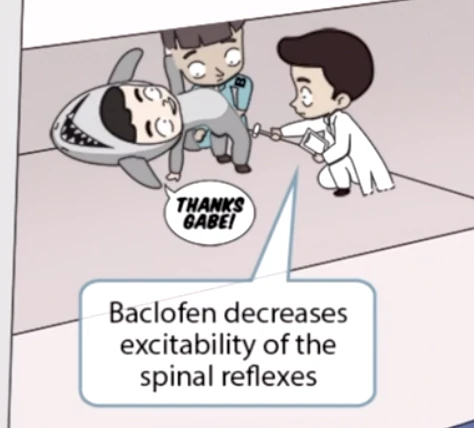 B
THANKS
GABE!
Baclofen decreases
excitability of the
spinal reflexes